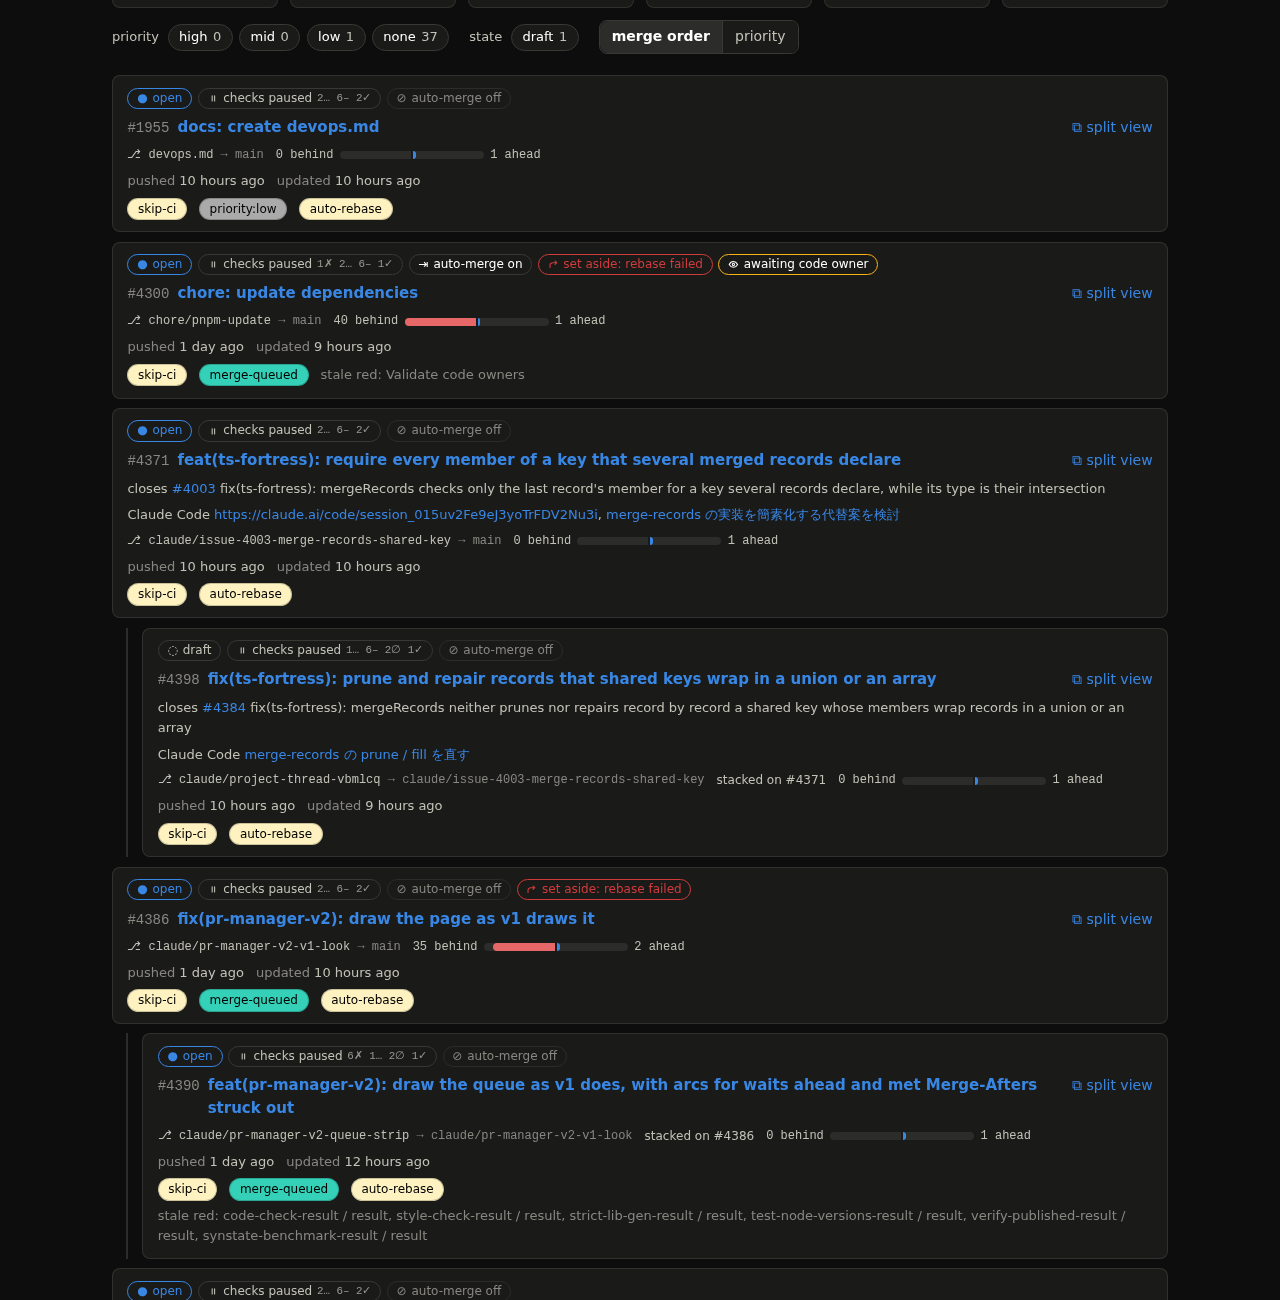 priority high 0 mid 0 low 1 none 37 state draft 1 merge order priority
open checks paused 2… 6– 2✓ ⊘ auto-merge off
#1955 docs: create devops.md ⧉ split view
⎇ devops.md → main 0 behind 1 ahead
pushed 10 hours ago updated 10 hours ago
skip-ci priority:low auto-rebase
open checks paused 1✗ 2… 6– 1✓ ⇥ auto-merge on set aside: rebase failed awaiting code owner
#4300 chore: update dependencies ⧉ split view
⎇ chore/pnpm-update → main 40 behind 1 ahead
pushed 1 day ago updated 9 hours ago
skip-ci merge-queued stale red: Validate code owners
open checks paused 2… 6– 2✓ ⊘ auto-merge off
#4371 feat(ts-fortress): require every member of a key that several merged records declare ⧉ split view
closes #4003 fix(ts-fortress): mergeRecords checks only the last record's member for a key several records declare, while its type is their intersection
Claude Code https://claude.ai/code/session_015uv2Fe9eJ3yoTrFDV2Nu3i, merge-records の実装を簡素化する代替案を検討
⎇ claude/issue-4003-merge-records-shared-key → main 0 behind 1 ahead
pushed 10 hours ago updated 10 hours ago
skip-ci auto-rebase
draft checks paused 1… 6– 2∅ 1✓ ⊘ auto-merge off
#4398 fix(ts-fortress): prune and repair records that shared keys wrap in a union or an array ⧉ split view
closes #4384 fix(ts-fortress): mergeRecords neither prunes nor repairs record by record a shared key whose members wrap records in a union or an
array
Claude Code merge-records の prune / fill を直す
⎇ claude/project-thread-vbmlcq → claude/issue-4003-merge-records-shared-key stacked on #4371 0 behind 1 ahead
pushed 10 hours ago updated 9 hours ago
skip-ci auto-rebase
open checks paused 2… 6– 2✓ ⊘ auto-merge off set aside: rebase failed
#4386 fix(pr-manager-v2): draw the page as v1 draws it ⧉ split view
⎇ claude/pr-manager-v2-v1-look → main 35 behind 2 ahead
pushed 1 day ago updated 10 hours ago
skip-ci merge-queued auto-rebase
open checks paused 6✗ 1… 2∅ 1✓ ⊘ auto-merge off
#4390 feat(pr-manager-v2): draw the queue as v1 does, with arcs for waits ahead and met Merge-Afters ⧉ split view
struck out
⎇ claude/pr-manager-v2-queue-strip → claude/pr-manager-v2-v1-look stacked on #4386 0 behind 1 ahead
pushed 1 day ago updated 12 hours ago
skip-ci merge-queued auto-rebase
stale red: code-check-result / result, style-check-result / result, strict-lib-gen-result / result, test-node-versions-result / result, verify-published-result /
result, synstate-benchmark-result / result
open checks paused 2… 6– 2✓ ⊘ auto-merge off